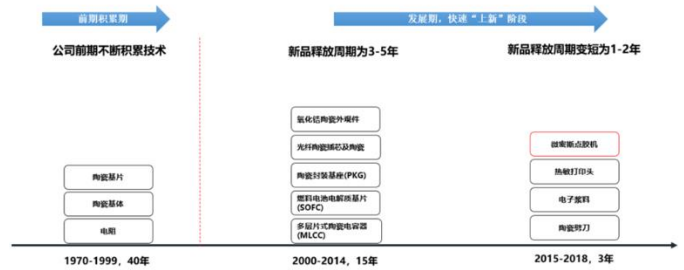 前期积累期
发展期，快速“上新”阶段
公司前期不断积累技术
新品释放周期为3-5年
新品释放周期变短为1-2年
氧化锆陶瓷外观件
光纤陶瓷插芯及陶瓷
陶瓷封装基座(PKG)
燃料电池电解质基片
(SOFC)
多层片式陶瓷电容器
(MLCC)
陶瓷基片
陶瓷基体
电阻
微密斯点胶机
热敏打印头
电子浆料
陶瓷劈刀
1970-1999，40年
2000-2014，15年
2015-2018，3年